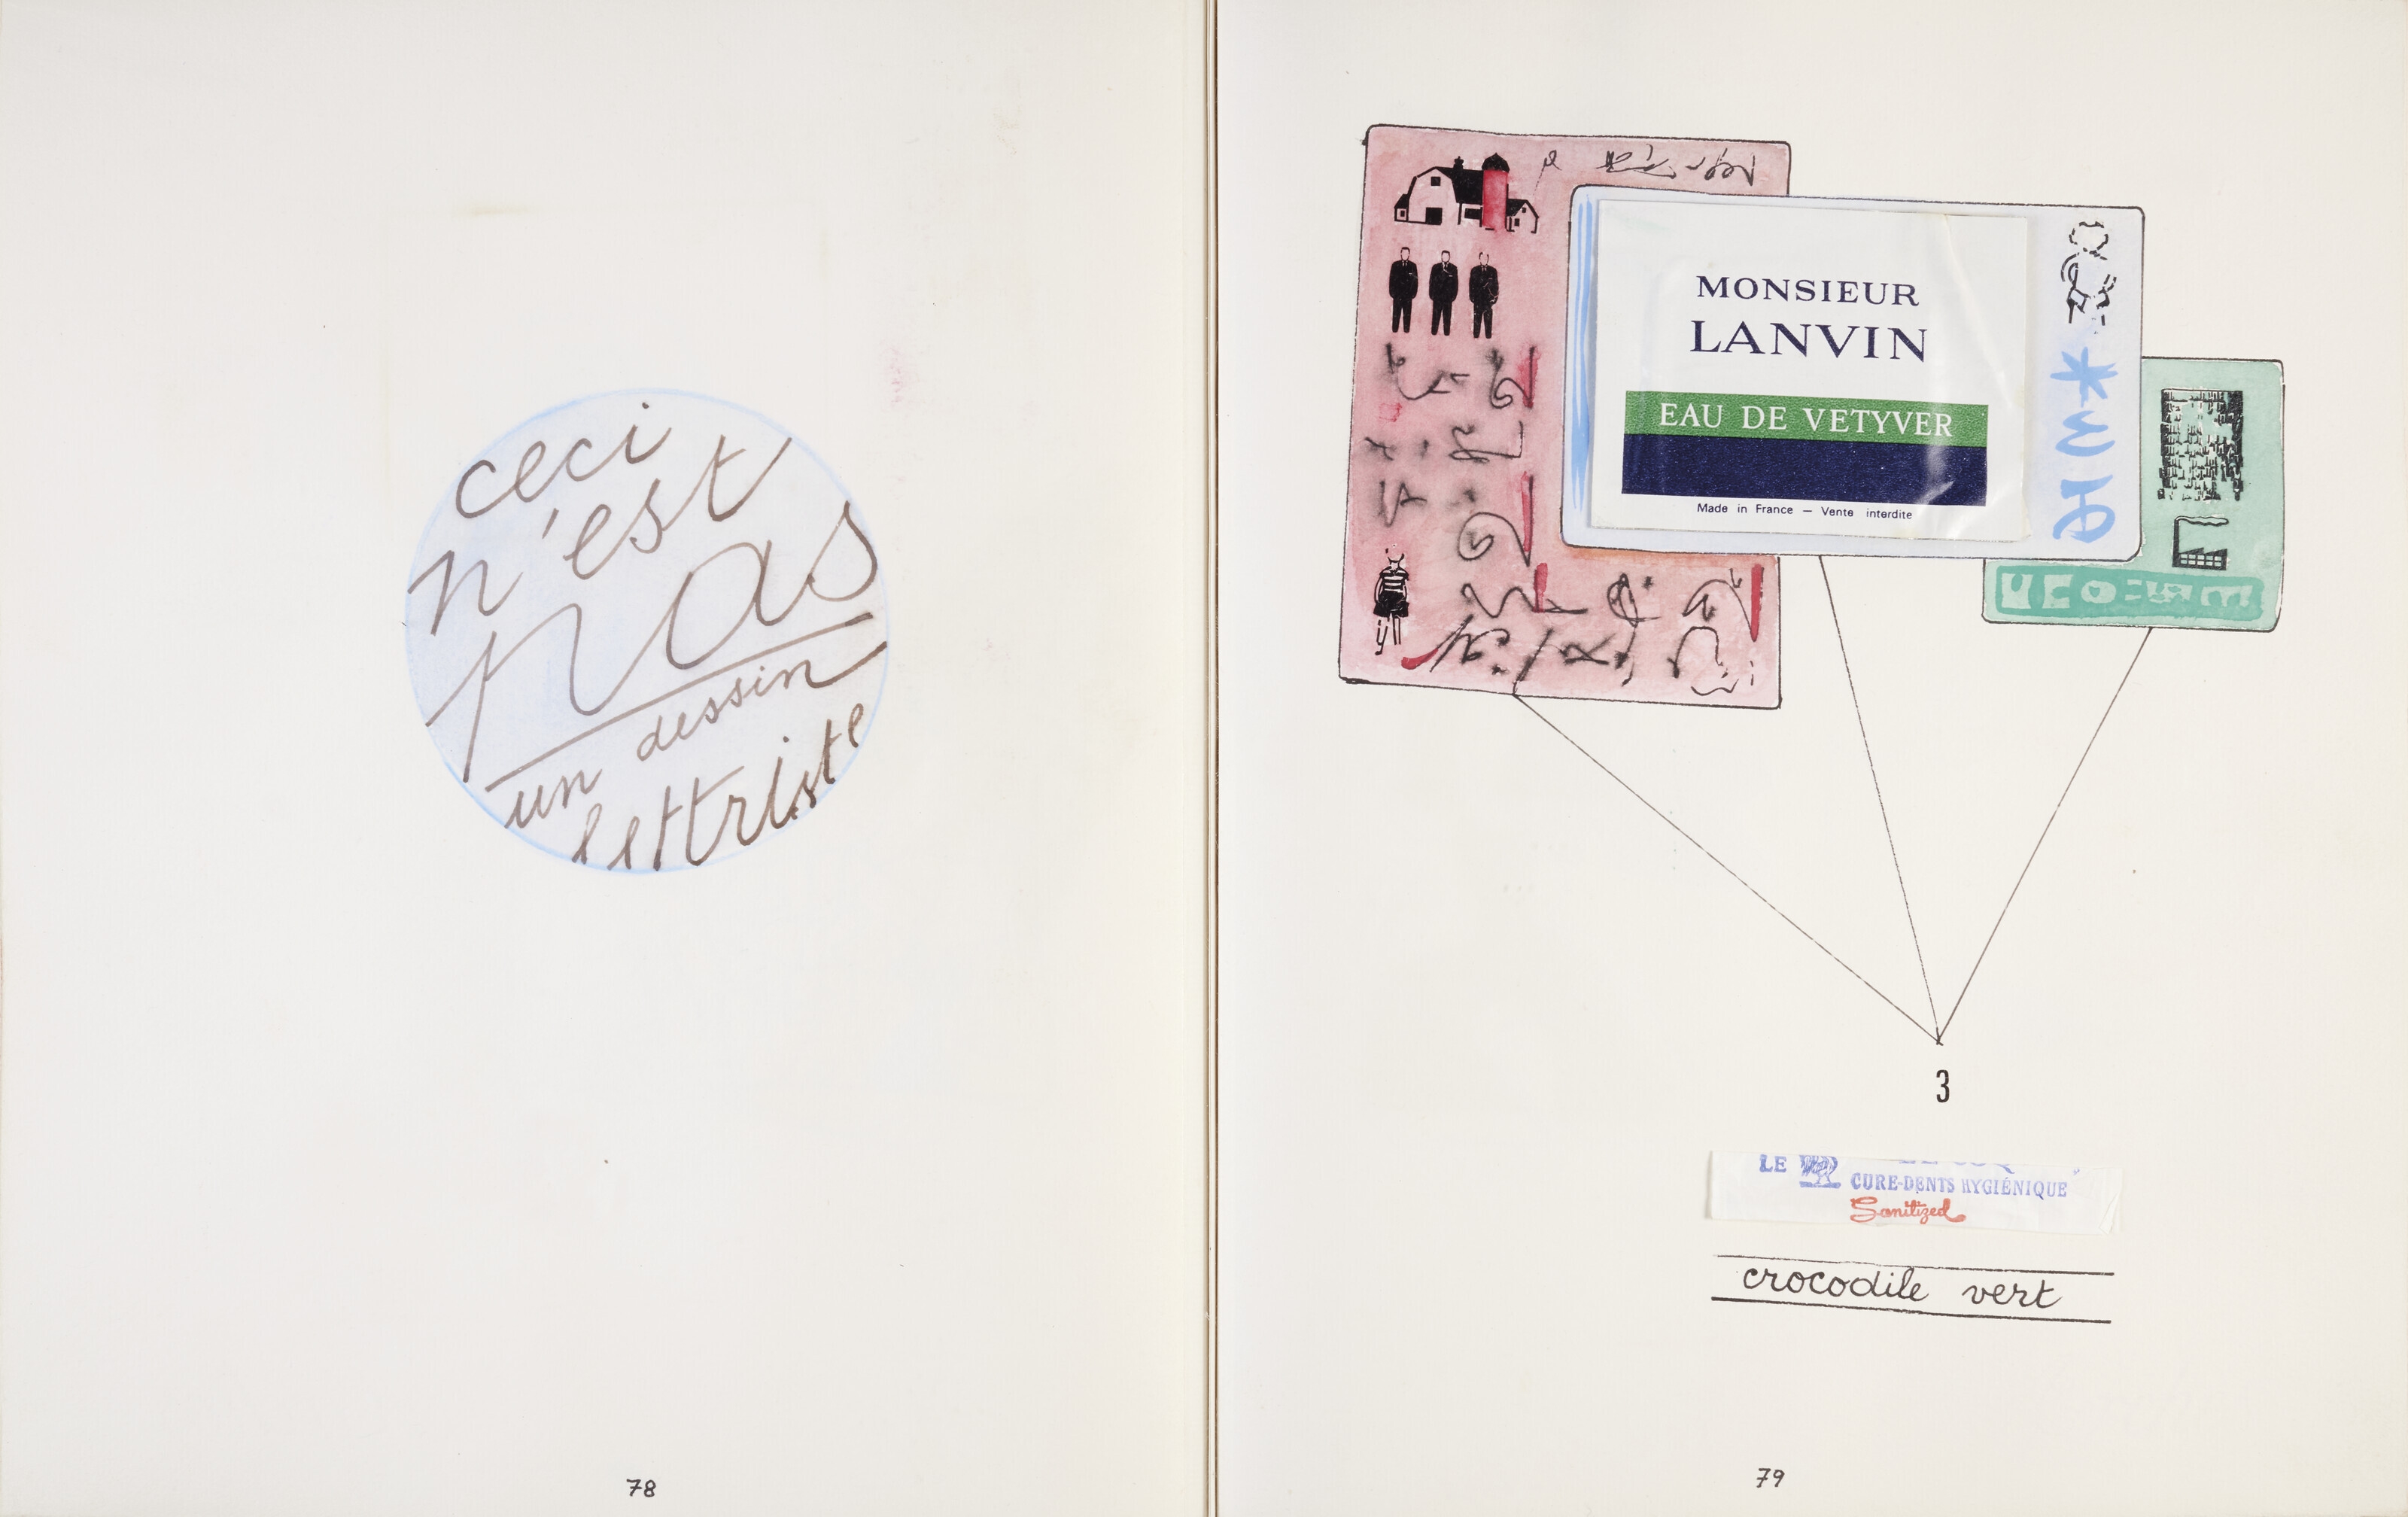 ceci
n'est
pas
un dessin
lettriste
78
MONSIEUR
LANVIN
EAU DE VETYVER
Made in France — Vente interdite
3
LE
CURE-DENTS HYGIÉNIQUE
Sanitized
crocodile vert
79